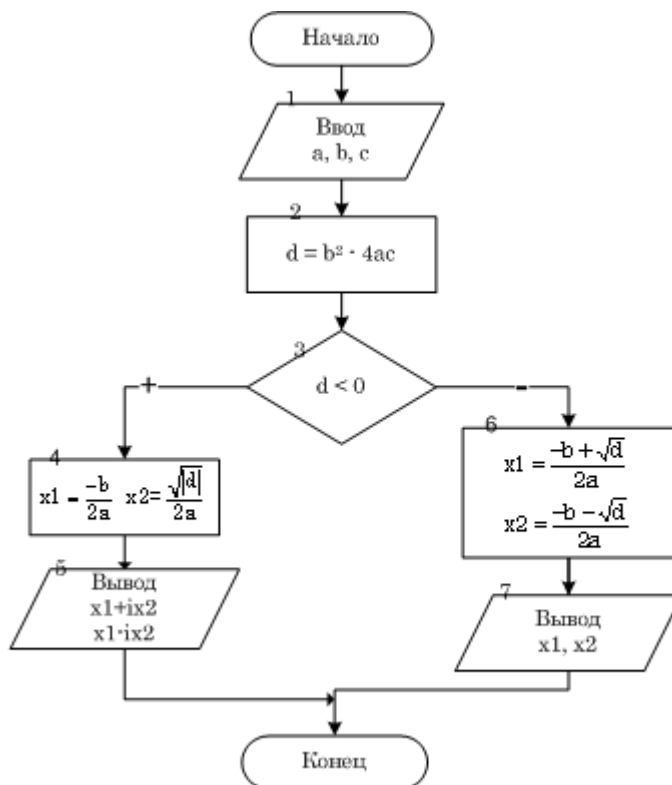 Начало
1
Ввод
a, b, c
2
d = b² - 4ac
3
d < 0
+
-
4
x1 = -b/2a x2= √|d|/2a
5
Вывод
x1+ix2
x1-ix2
6
x1 = -b + √d/2a
x2 = -b - √d/2a
7
Вывод
x1, x2
Конец